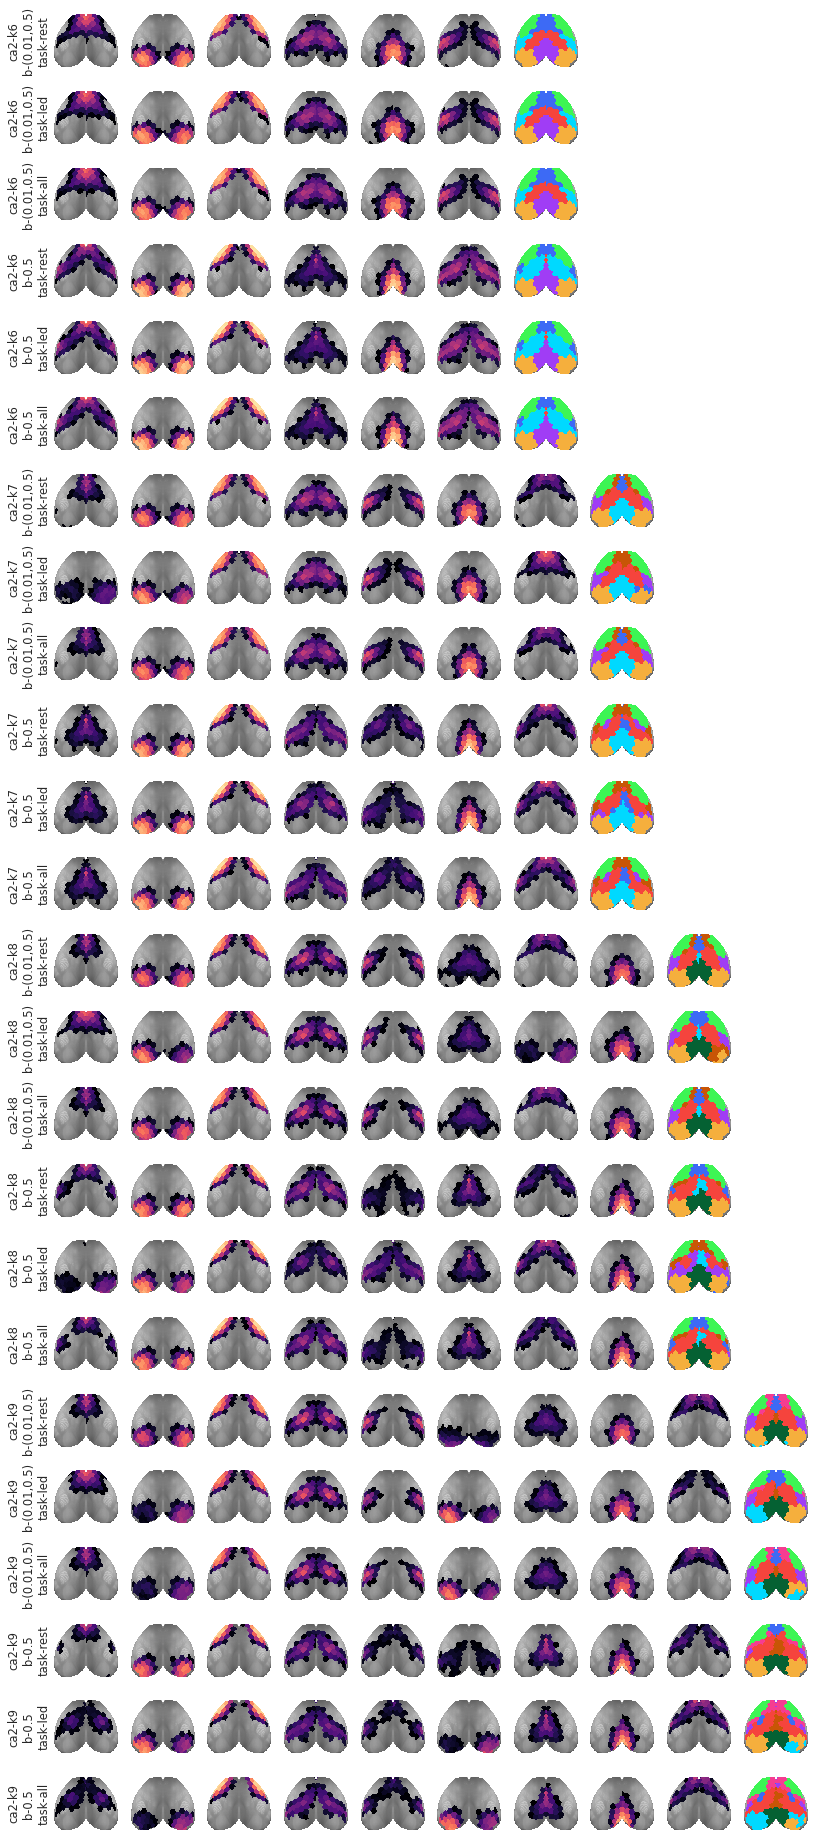 ca2-k6
b-(0.01,0.5)
task-rest
ca2-k6
b-(0.01,0.5)
task-led
ca2-k6
b-(0.01,0.5)
task-all
ca2-k6
b-0.5
task-rest
ca2-k6
b-0.5
task-led
ca2-k6
b-0.5
task-all
ca2-k7
b-(0.01,0.5)
task-rest
ca2-k7
b-(0.01,0.5)
task-led
ca2-k7
b-(0.01,0.5)
task-all
ca2-k7
b-0.5
task-rest
ca2-k7
b-0.5
task-led
ca2-k7
b-0.5
task-all
ca2-k8
b-(0.01,0.5)
task-rest
ca2-k8
b-(0.01,0.5)
task-led
ca2-k8
b-(0.01,0.5)
task-all
ca2-k8
b-0.5
task-rest
ca2-k8
b-0.5
task-led
ca2-k8
b-0.5
task-all
ca2-k9
b-(0.01,0.5)
task-rest
ca2-k9
b-(0.01,0.5)
task-led
ca2-k9
b-(0.01,0.5)
task-all
ca2-k9
b-0.5
task-rest
ca2-k9
b-0.5
task-led
ca2-k9
b-0.5
task-all